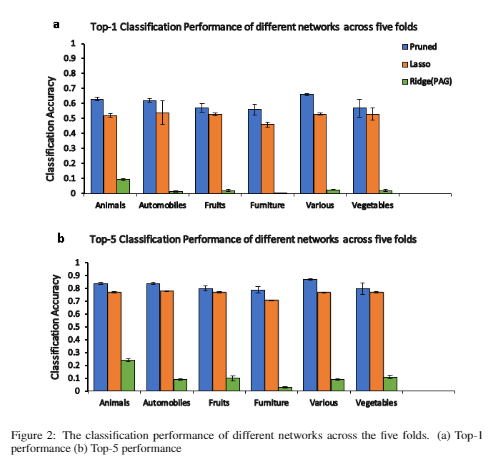 a
Top-1 Classification Performance of different networks across five folds
Pruned
Lasso
Ridge(PAG)
Classification Accuracy
1
0.9
0.8
0.7
0.6
0.5
0.4
0.3
0.2
0.1
0
Animals Automobiles Fruits Furniture Various Vegetables
b
Top-5 Classification Performance of different networks across five folds
Classification Accuracy
1
0.9
0.8
0.7
0.6
0.5
0.4
0.3
0.2
0.1
0
Animals Automobiles Fruits Furniture Various Vegetables
Figure 2: The classification performance of different networks across the five folds. (a) Top-1
performance (b) Top-5 performance